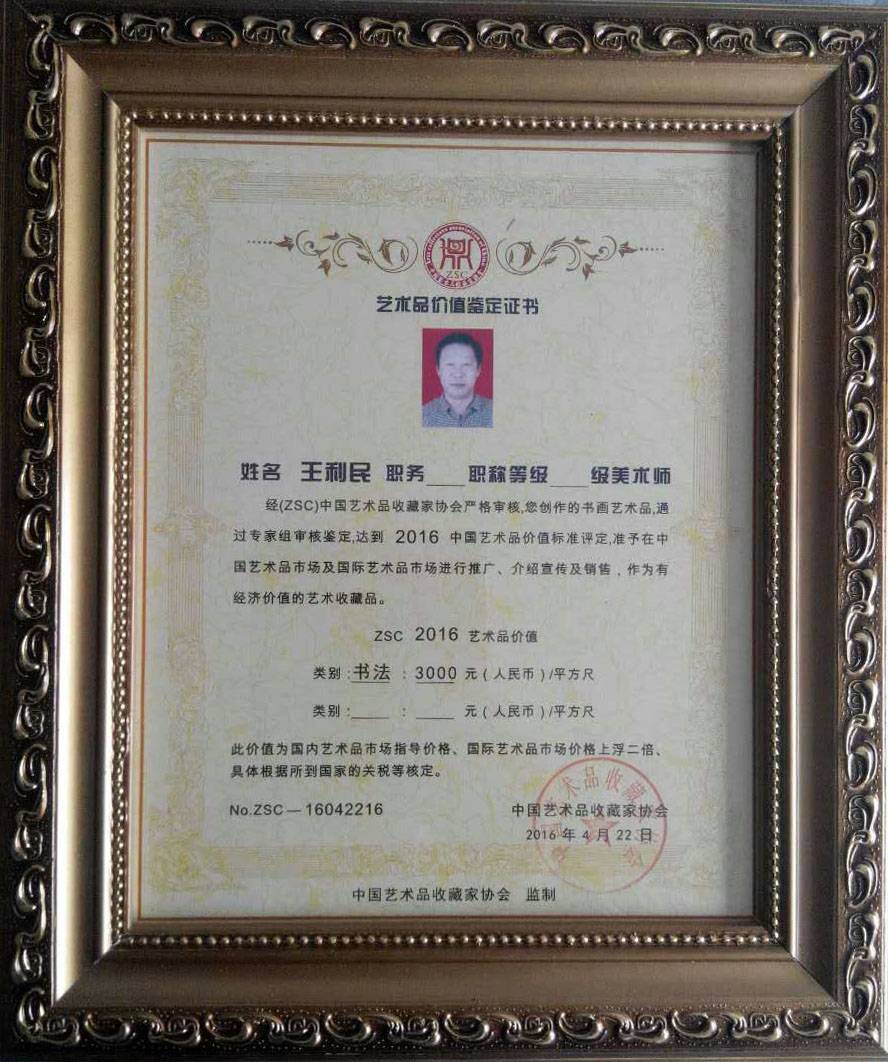 ZSC
艺术品价值鉴定证书
姓名 王利民 职务____职称等级____级美术师
经(ZSC)中国艺术品收藏家协会严格审核,您创作的书画艺术品,通
过专家组审核鉴定,达到 2016 中国艺术品价值标准评定,准予在中
国艺术品市场及国际艺术品市场进行推广、介绍宣传及销售，作为有
经济价值的艺术收藏品。
ZSC 2016 艺术品价值
类别:书法 : 3000 元（人民币）/平方尺
类别:____ : ____ 元（人民币）/平方尺
此价值为国内艺术品市场指导价格、国际艺术品市场价格上浮二倍、
具体根据所到国家的关税等核定。
No.ZSC—16042216
中国艺术品收藏家协会
2016 年 4 月 22 日
中国艺术品收藏家协会 监制